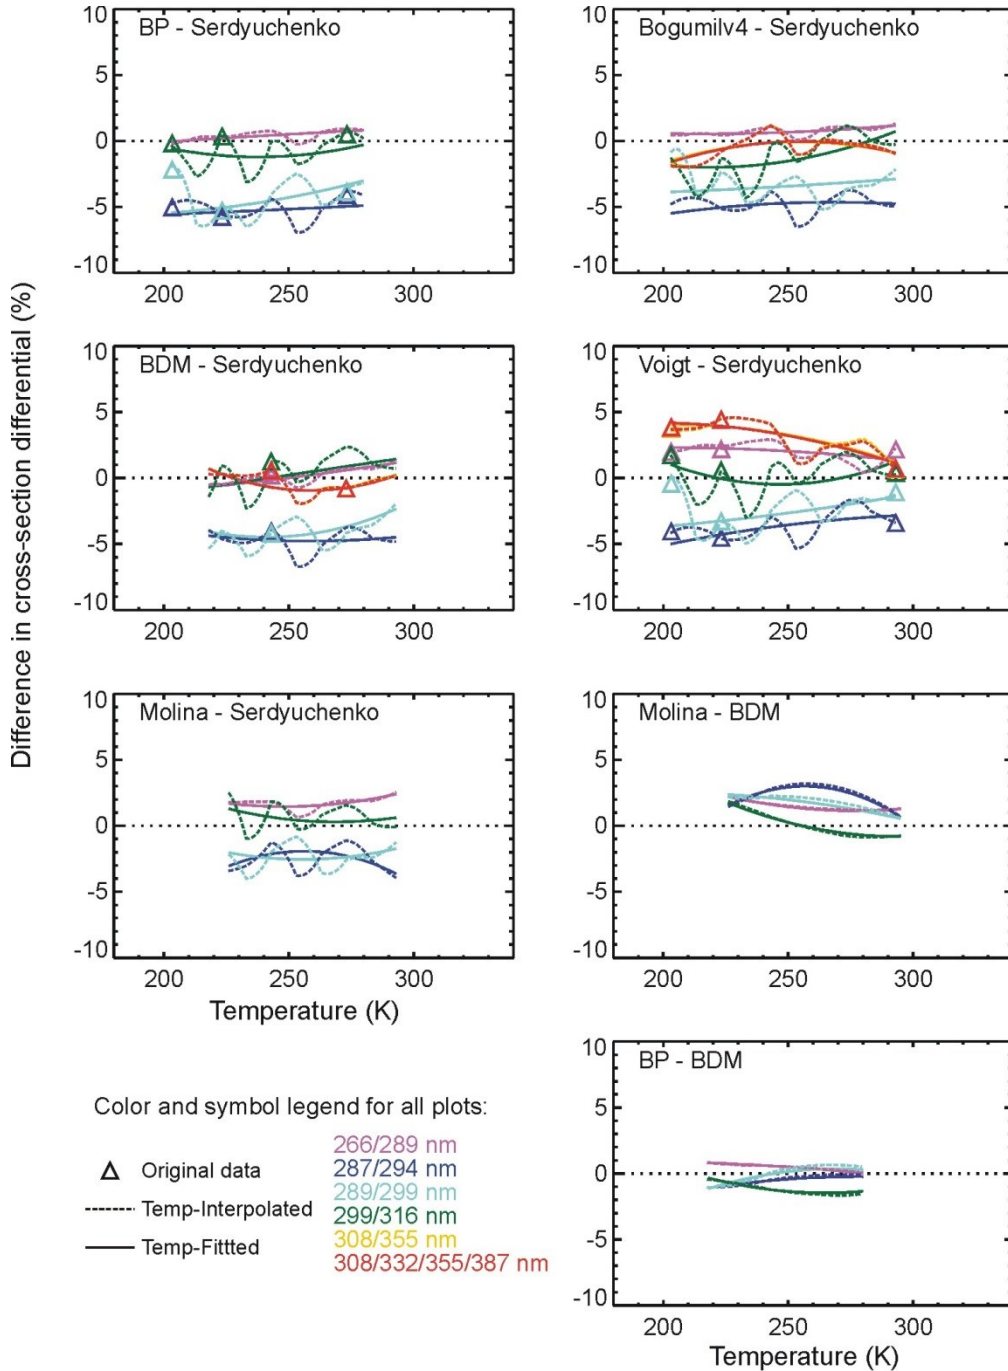 Difference in cross-section differential (%)
BP - Serdyuchenko
10
5
0
-5
-10
200 250 300
Bogumilv4 - Serdyuchenko
10
5
0
-5
-10
200 250 300
BDM - Serdyuchenko
10
5
0
-5
-10
200 250 300
Voigt - Serdyuchenko
10
5
0
-5
-10
200 250 300
Molina - Serdyuchenko
10
5
0
-5
-10
200 250 300
Temperature (K)
Molina - BDM
10
5
0
-5
-10
200 250 300
BP - BDM
10
5
0
-5
-10
200 250 300
Temperature (K)
Color and symbol legend for all plots:
Original data
Temp-Interpolated
Temp-Fittted
266/289 nm
287/294 nm
289/299 nm
299/316 nm
308/355 nm
308/332/355/387 nm